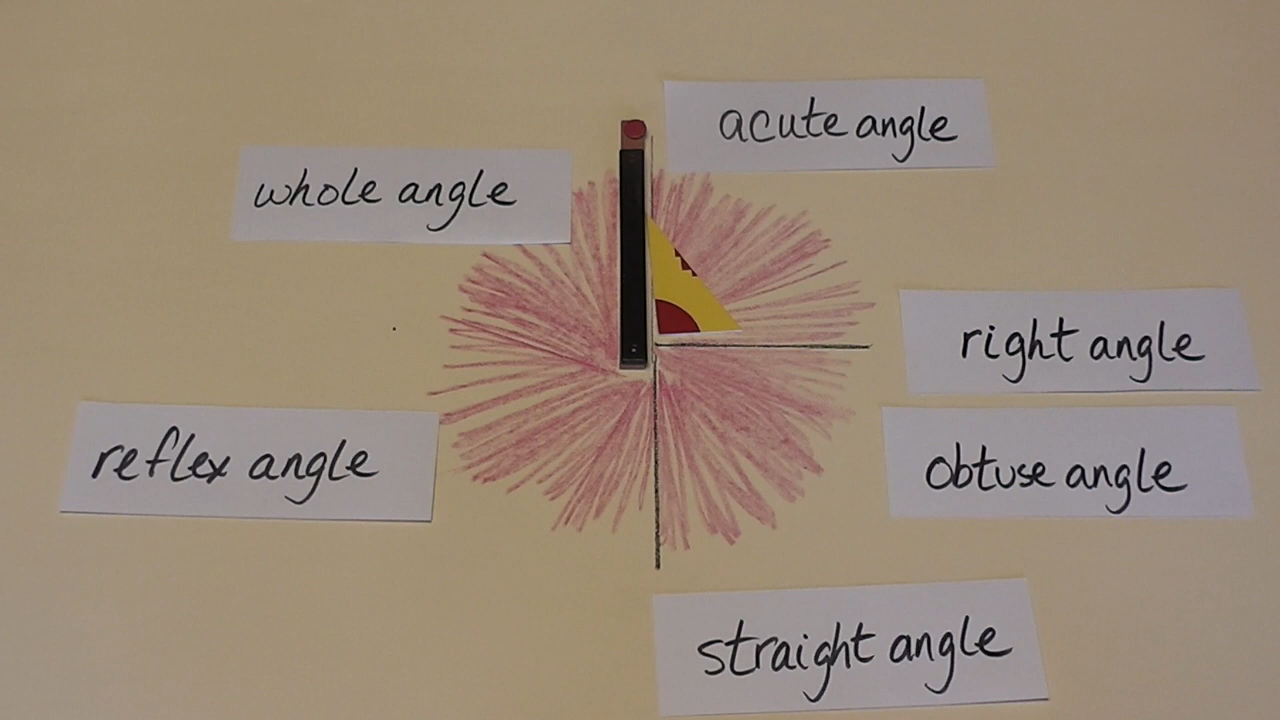 acute angle
whole angle
right angle
reflex angle
obtuse angle
straight angle